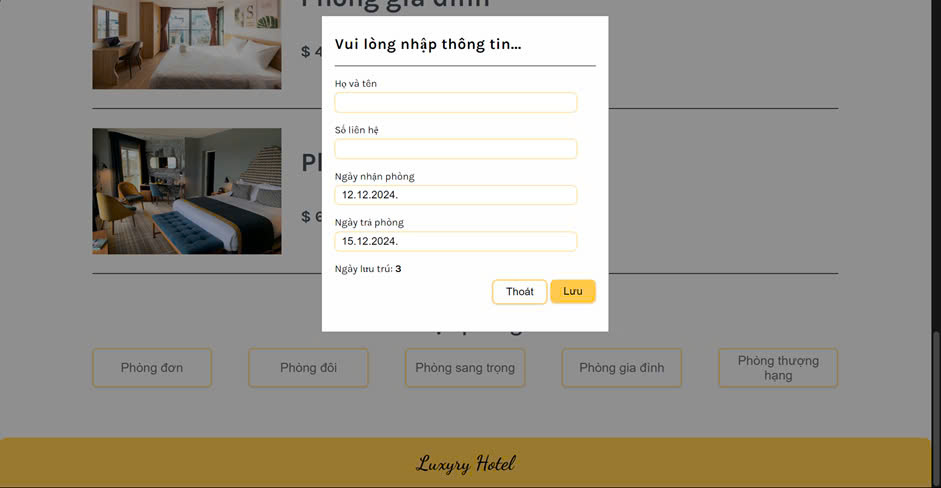 Phòng gia đình
$ 4
Vui lòng nhập thông tin...
Họ và tên
Số liên hệ
Ngày nhận phòng
12.12.2024.
Ngày trả phòng
15.12.2024.
Ngày lưu trú: 3
Thoát
Lưu
$ 6
Phòng đơn
Phòng đôi
Phòng sang trọng
Phòng gia đình
Phòng thượng
hạng
Luxyry Hotel